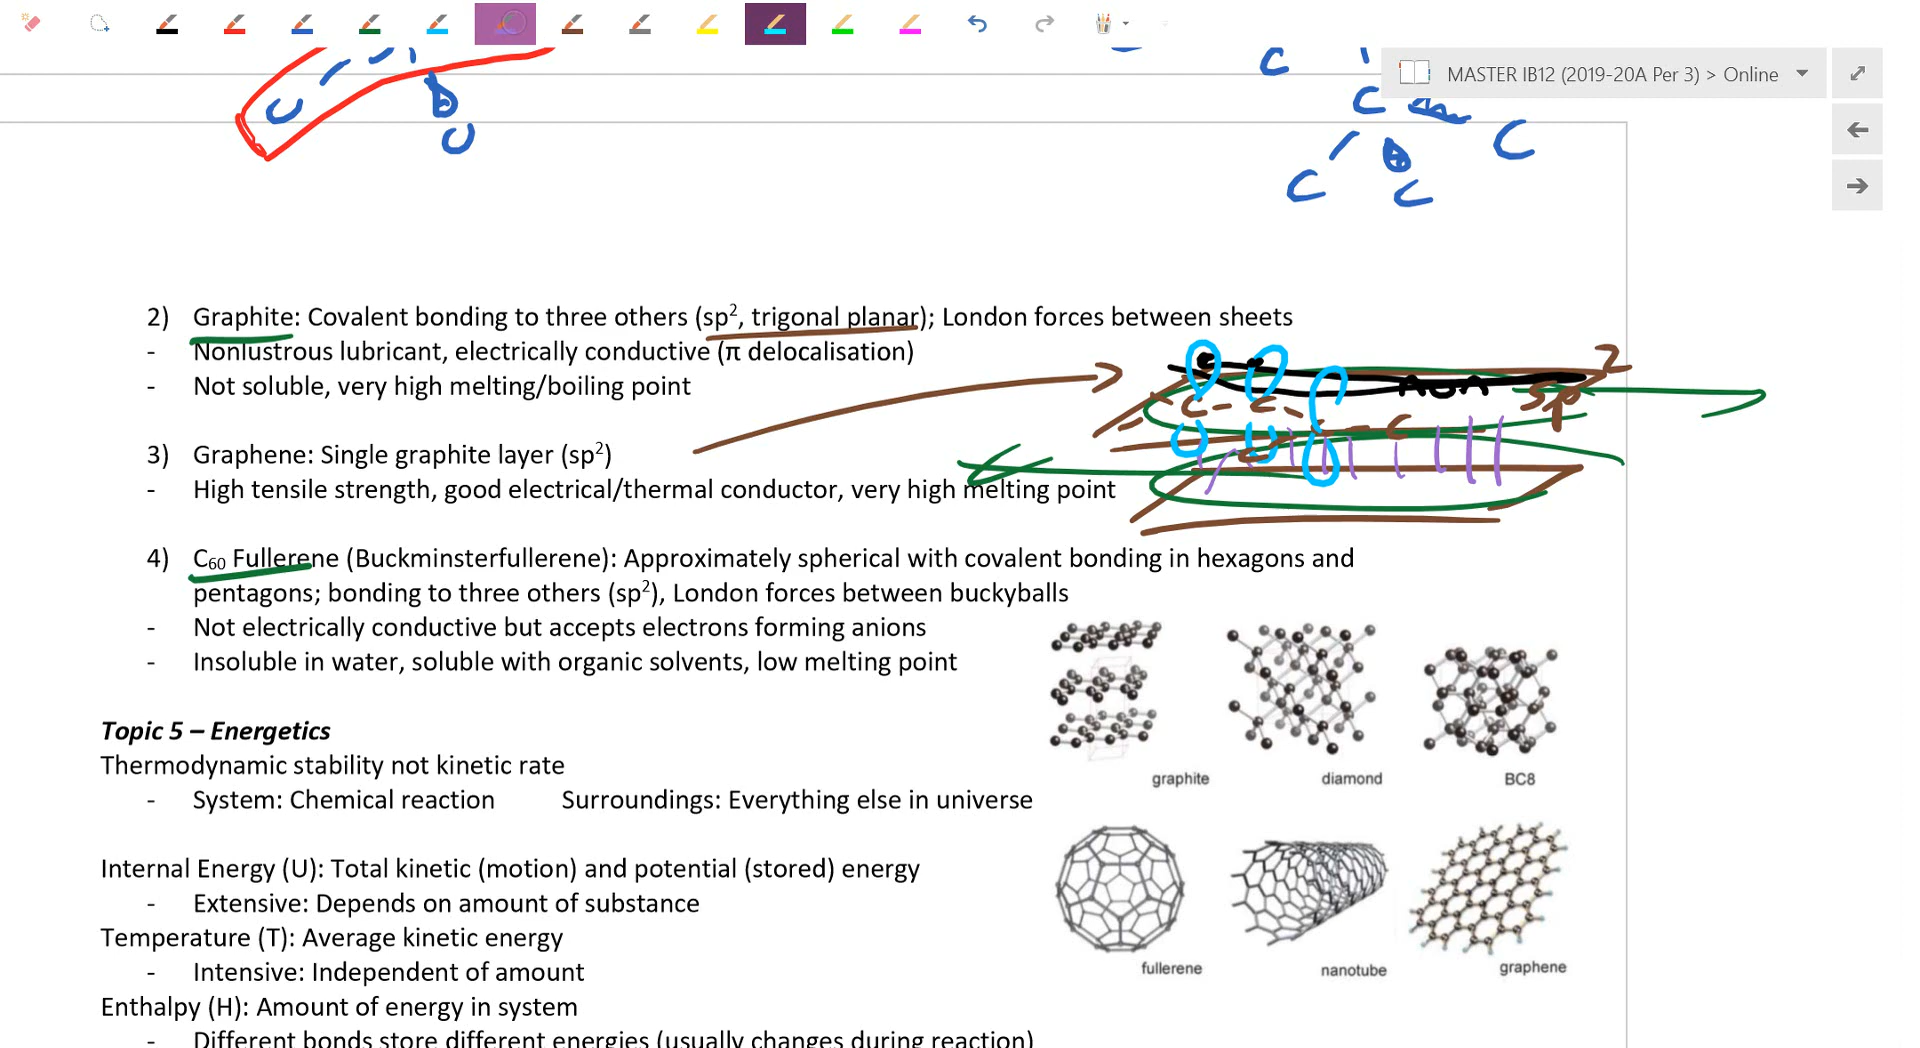 MASTER IB12 (2019-20A Per 3) > Online
C
C
C
C
C
2) Graphite: Covalent bonding to three others (sp², trigonal planar); London forces between sheets
- Nonlustrous lubricant, electrically conductive (π delocalisation)
- Not soluble, very high melting/boiling point
sp²
C - C -
C
3) Graphene: Single graphite layer (sp²)
- High tensile strength, good electrical/thermal conductor, very high melting point
4) C₆₀ Fullerene (Buckminsterfullerene): Approximately spherical with covalent bonding in hexagons and
pentagons; bonding to three others (sp²), London forces between buckyballs
- Not electrically conductive but accepts electrons forming anions
- Insoluble in water, soluble with organic solvents, low melting point
graphite diamond BC8
fullerene nanotube graphene
Topic 5 – Energetics
Thermodynamic stability not kinetic rate
- System: Chemical reaction Surroundings: Everything else in universe
Internal Energy (U): Total kinetic (motion) and potential (stored) energy
- Extensive: Depends on amount of substance
Temperature (T): Average kinetic energy
- Intensive: Independent of amount
Enthalpy (H): Amount of energy in system
- Different bonds store different energies (usually changes during reaction)